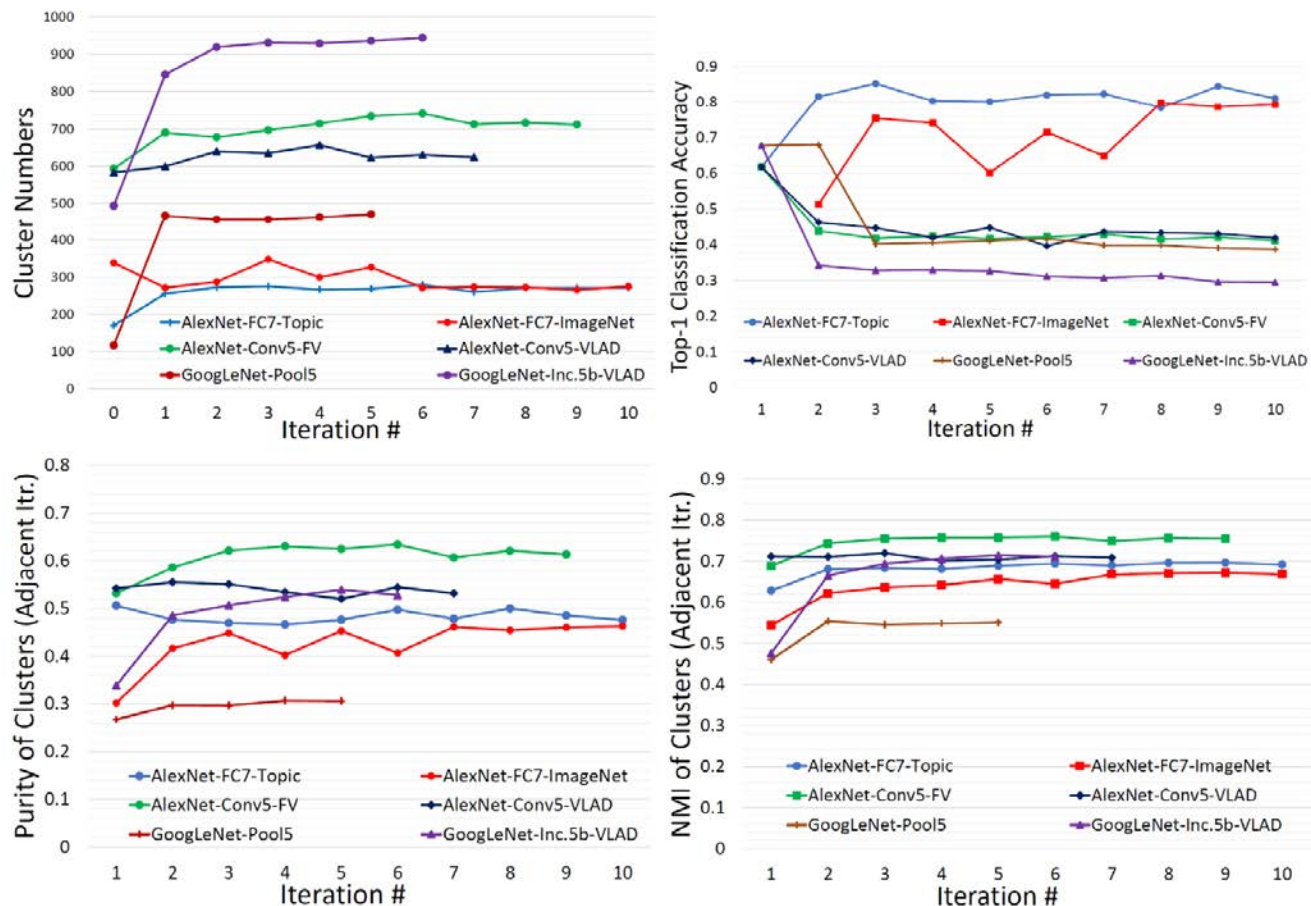 Cluster Numbers
1000
900
800
700
600
500
400
300
200
100
0
AlexNet-FC7-Topic AlexNet-FC7-ImageNet
AlexNet-Conv5-FV AlexNet-Conv5-VLAD
GoogLeNet-Pool5 GoogLeNet-Inc.5b-VLAD
0 1 2 3 4 5 6 7 8 9 10
Iteration #
Top-1 Classification Accuracy
0.9
0.8
0.7
0.6
0.5
0.4
0.3
0.2
0.1
0
AlexNet-FC7-Topic AlexNet-FC7-ImageNet AlexNet-Conv5-FV
AlexNet-Conv5-VLAD GoogLeNet-Pool5 GoogLeNet-Inc.5b-VLAD
1 2 3 4 5 6 7 8 9 10
Iteration #
Purity of Clusters (Adjacent Itr.)
0.8
0.7
0.6
0.5
0.4
0.3
0.2
0.1
0
AlexNet-FC7-Topic AlexNet-FC7-ImageNet
AlexNet-Conv5-FV AlexNet-Conv5-VLAD
GoogLeNet-Pool5 GoogLeNet-Inc.5b-VLAD
1 2 3 4 5 6 7 8 9 10
Iteration #
NMI of Clusters (Adjacent Itr.)
0.9
0.8
0.7
0.6
0.5
0.4
0.3
0.2
0.1
0
AlexNet-FC7-Topic AlexNet-FC7-ImageNet
AlexNet-Conv5-FV AlexNet-Conv5-VLAD
GoogLeNet-Pool5 GoogLeNet-Inc.5b-VLAD
1 2 3 4 5 6 7 8 9 10
Iteration #